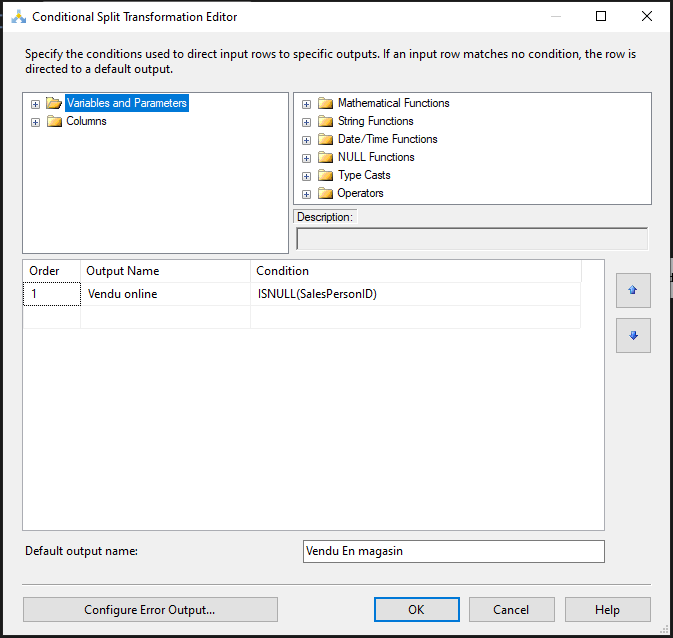 Conditional Split Transformation Editor
Specify the conditions used to direct input rows to specific outputs. If an input row matches no condition, the row is
directed to a default output.
Variables and Parameters
Columns
Mathematical Functions
String Functions
Date/Time Functions
NULL Functions
Type Casts
Operators
Description:
Order Output Name Condition
1 Vendu online ISNULL(SalesPersonID)
Default output name: Vendu En magasin
Configure Error Output... OK Cancel Help